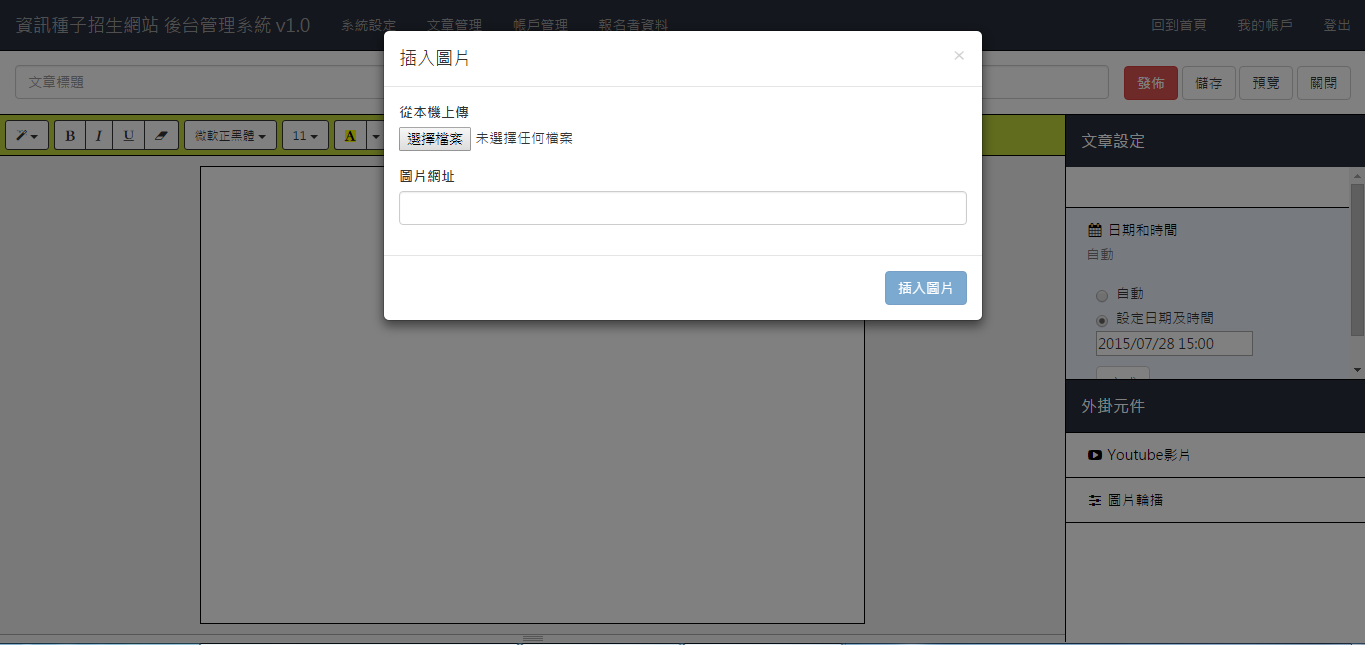 資訊種子招生網站 後台管理系統 v1.0 系統設定 文章管理 帳戶管理 報名者資料 回到首頁 我的帳戶 登出
插入圖片 ×
文章標題 發佈 儲存 預覽 關閉
從本機上傳
選擇檔案 未選擇任何檔案
B I U 微軟正黑體 11 A
圖片網址
插入圖片
文章設定
日期和時間
自動
自動
設定日期及時間
2015/07/28 15:00
外掛元件
Youtube影片
圖片輪播